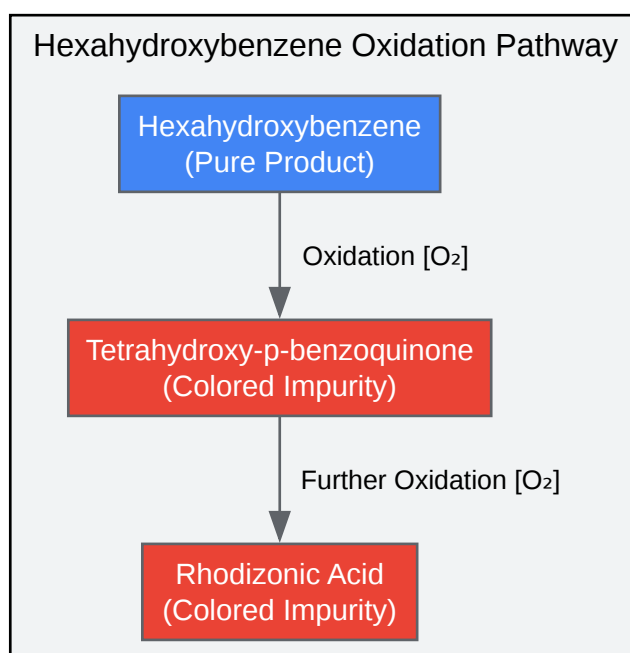 Hexahydroxybenzene Oxidation Pathway
Hexahydroxybenzene
(Pure Product)
Oxidation [O₂]
Tetrahydroxy-p-benzoquinone
(Colored Impurity)
Further Oxidation [O₂]
Rhodizonic Acid
(Colored Impurity)